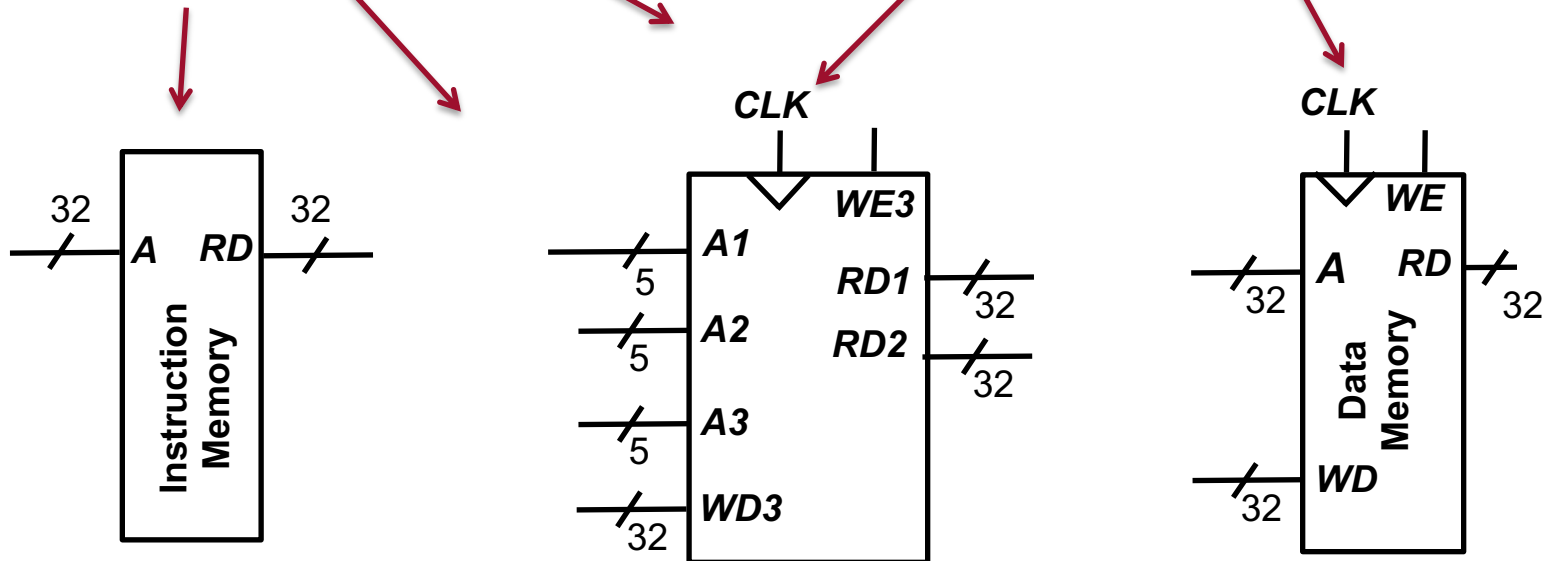 CLK
CLK
32
32
A RD
Instruction
Memory
WE3
A1
5
RD1
32
A2
5
RD2
32
A3
5
WD3
32
WE
A
RD
32
32
Data
Memory
WD
32